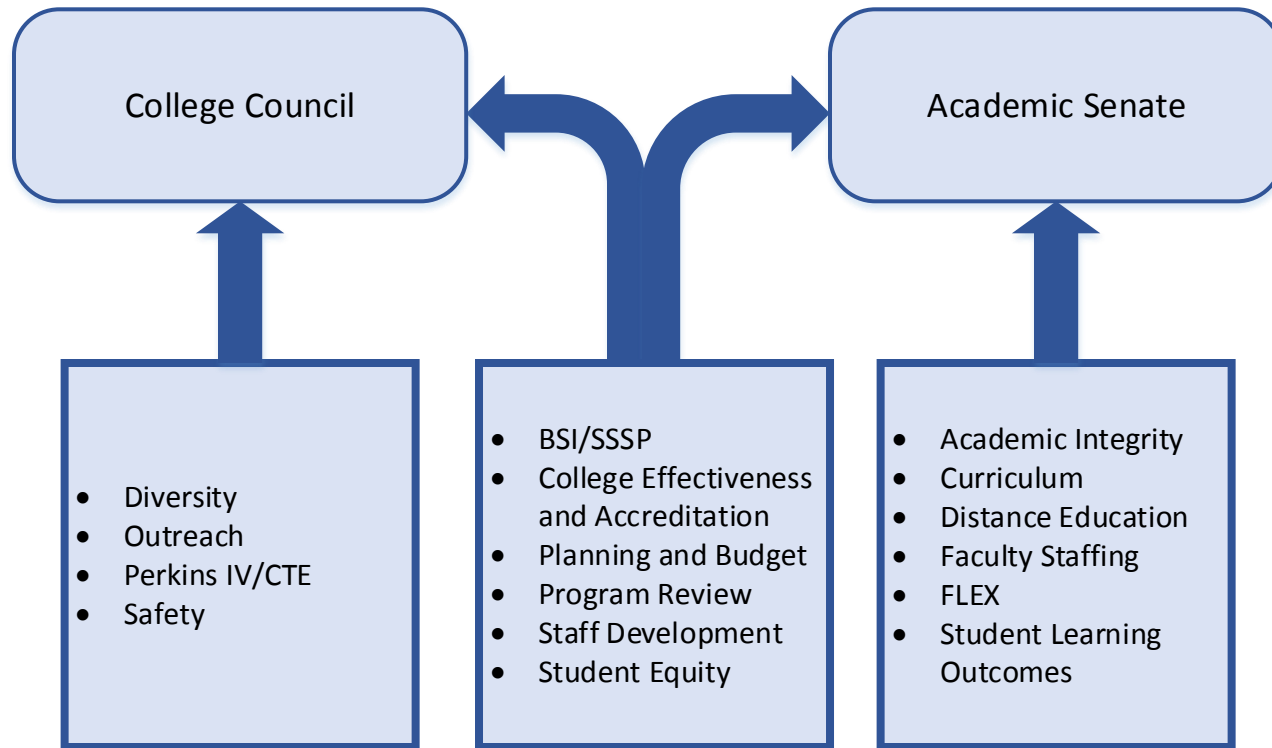 College Council
Academic Senate
• Diversity
• Outreach
• Perkins IV/CTE
• Safety
• BSI/SSSP
• College Effectiveness
and Accreditation
• Planning and Budget
• Program Review
• Staff Development
• Student Equity
• Academic Integrity
• Curriculum
• Distance Education
• Faculty Staffing
• FLEX
• Student Learning
Outcomes